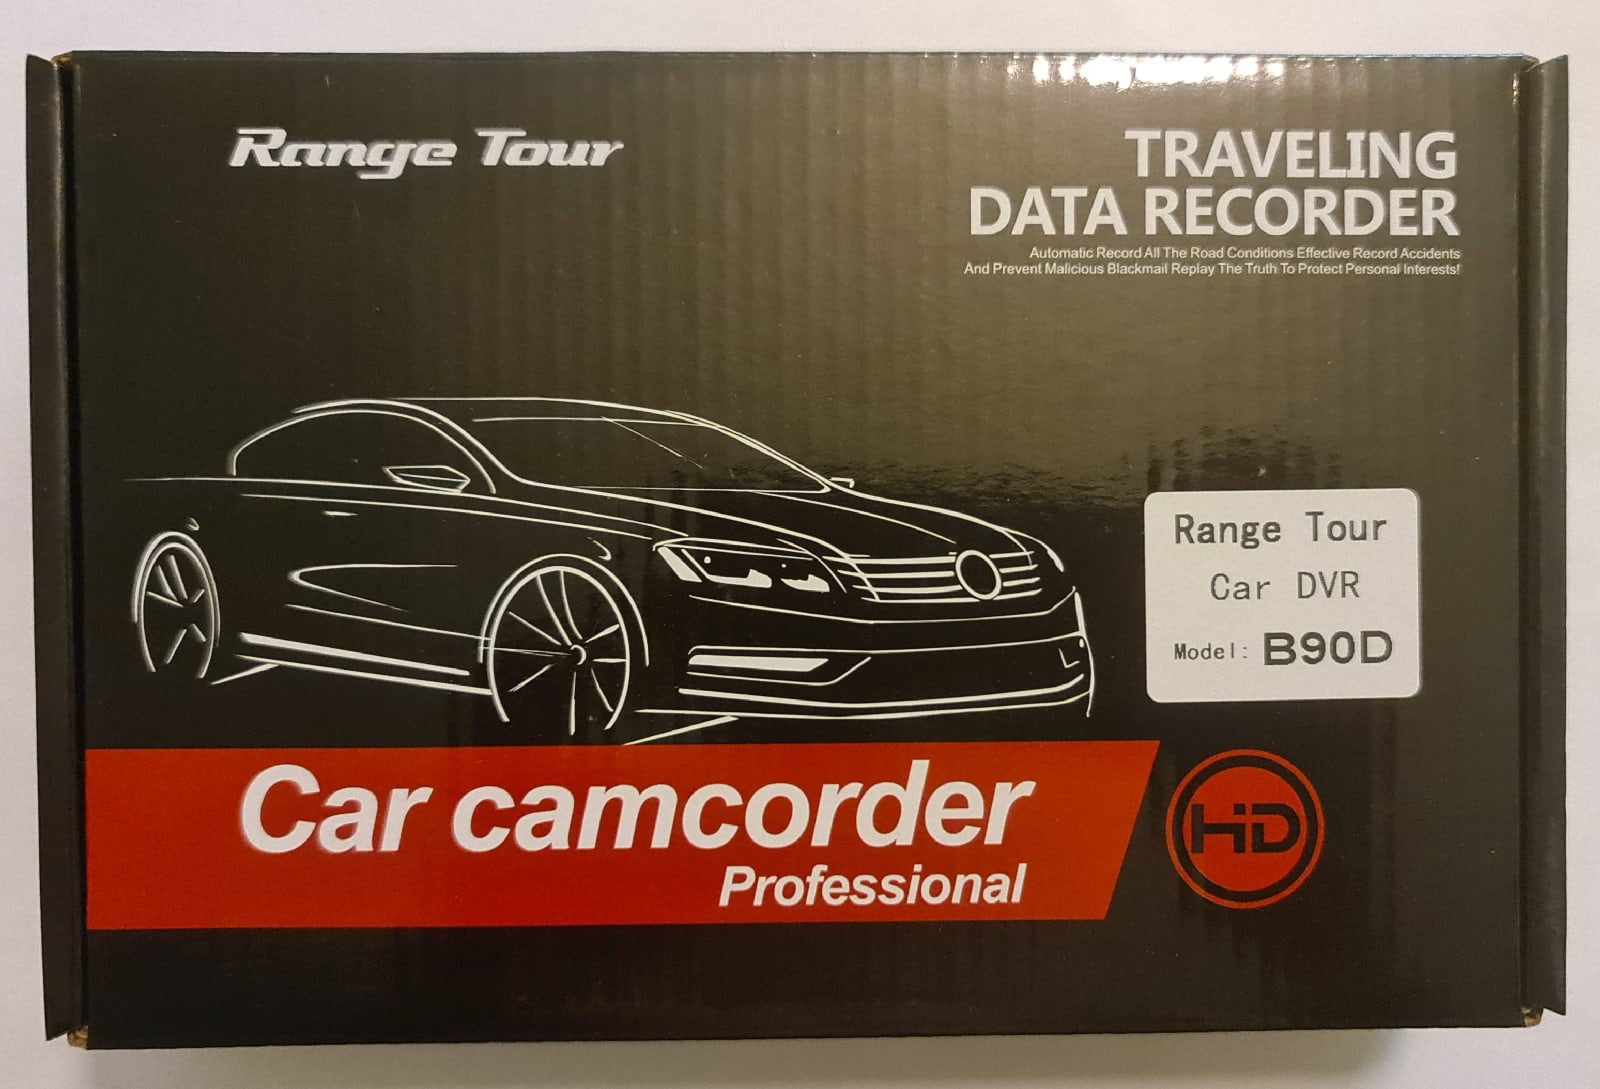 Range Tour
TRAVELING
DATA RECORDER
Automatic Record All The Road Conditions Effective Record Accidents
And Prevent Malicious Blackmail Replay The Truth To Protect Personal Interests!
Range Tour
Car DVR
Model: B90D
Car camcorder
Professional
HD